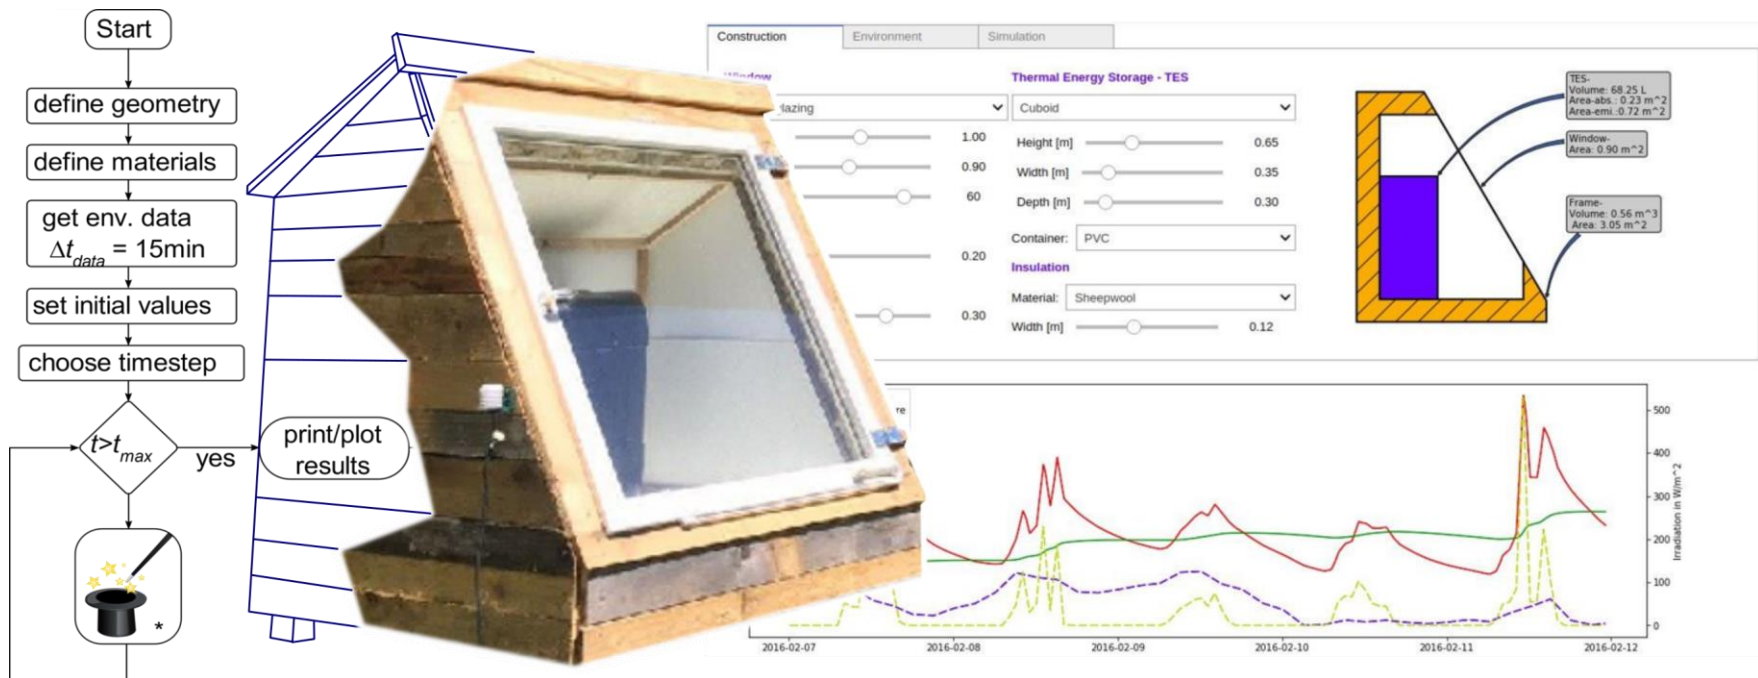 Start
define geometry
define materials
get env. data
Δt_data = 15min
set initial values
choose timestep
t>t_max
yes
print/plot
results
*
Construction
Environment
Simulation
Window
lazing
1.00
0.90
60
0.20
0.30
Thermal Energy Storage - TES
Cuboid
Height [m] 0.65
Width [m] 0.35
Depth [m] 0.30
Container: PVC
Insulation
Material: Sheepwool
Width [m] 0.12
TES-
Volume: 68.25 L
Area-abs.: 0.23 m^2
Area-emi.:0.72 m^2
Window-
Area: 0.90 m^2
Frame-
Volume: 0.56 m^3
Area: 3.05 m^2
re
500
400
300
200
100
0
Irradiation in W/m^2
2016-02-07
2016-02-08
2016-02-09
2016-02-10
2016-02-11
2016-02-12